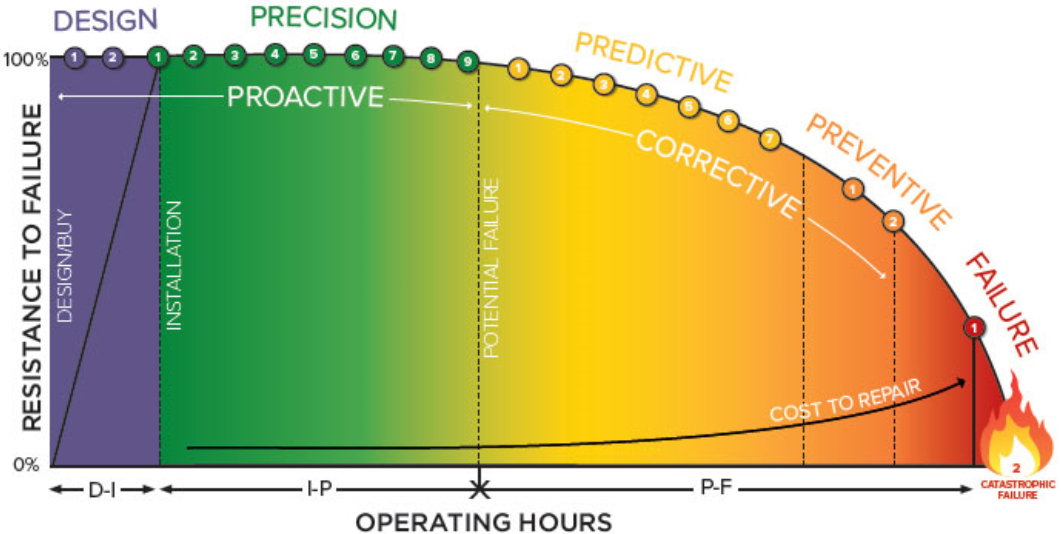 DESIGN
PRECISION
PREDICTIVE
PREVENTIVE
FAILURE
100%
1 2
1 2 3 4 5 6 7 8 9
1 2 3 4 5 6 7
1 2
1
PROACTIVE
CORRECTIVE
RESISTANCE TO FAILURE
DESIGN/BUY
INSTALLATION
POTENTIAL FAILURE
COST TO REPAIR
0%
2
CATASTROPHIC
FAILURE
D-I
I-P
P-F
OPERATING HOURS